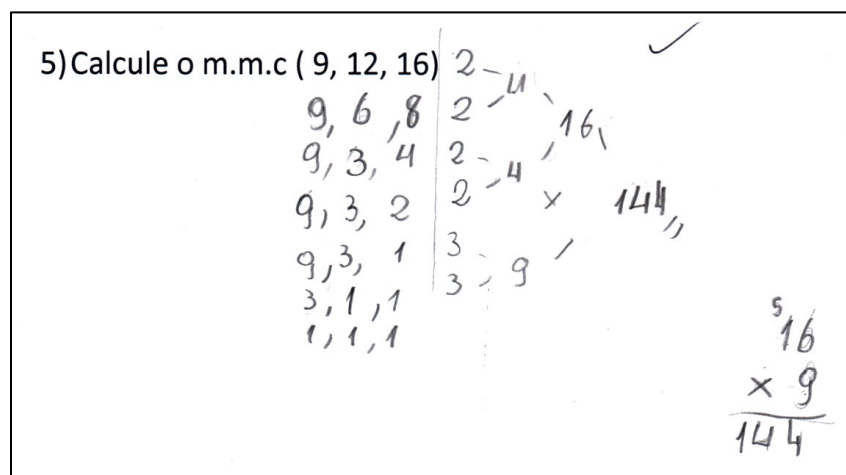 5) Calcule o m.m.c ( 9, 12, 16) 2
9, 6, 8 2 4
9, 3, 4 2 16
9, 3, 2 2 4 x 144,,
9, 3, 1 3
3, 1, 1 3 9
1, 1, 1
5
16
x 9
144